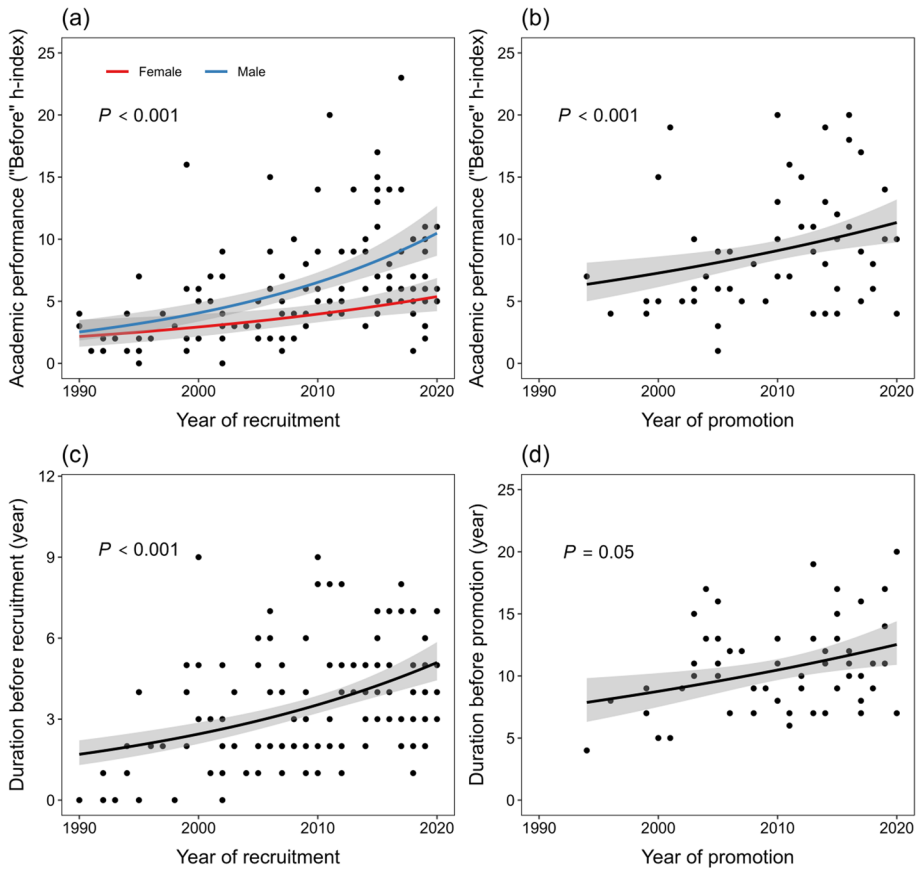 (a)
Academic performance ("Before" h-index)
25
20
15
10
5
0
Female
Male
P < 0.001
1990
2000
2010
2020
Year of recruitment
(b)
Academic performance ("Before" h-index)
25
20
15
10
5
0
P < 0.001
1990
2000
2010
2020
Year of promotion
(c)
Duration before recruitment (year)
12
9
6
3
0
P < 0.001
1990
2000
2010
2020
Year of recruitment
(d)
Duration before promotion (year)
25
20
15
10
5
0
P = 0.05
1990
2000
2010
2020
Year of promotion